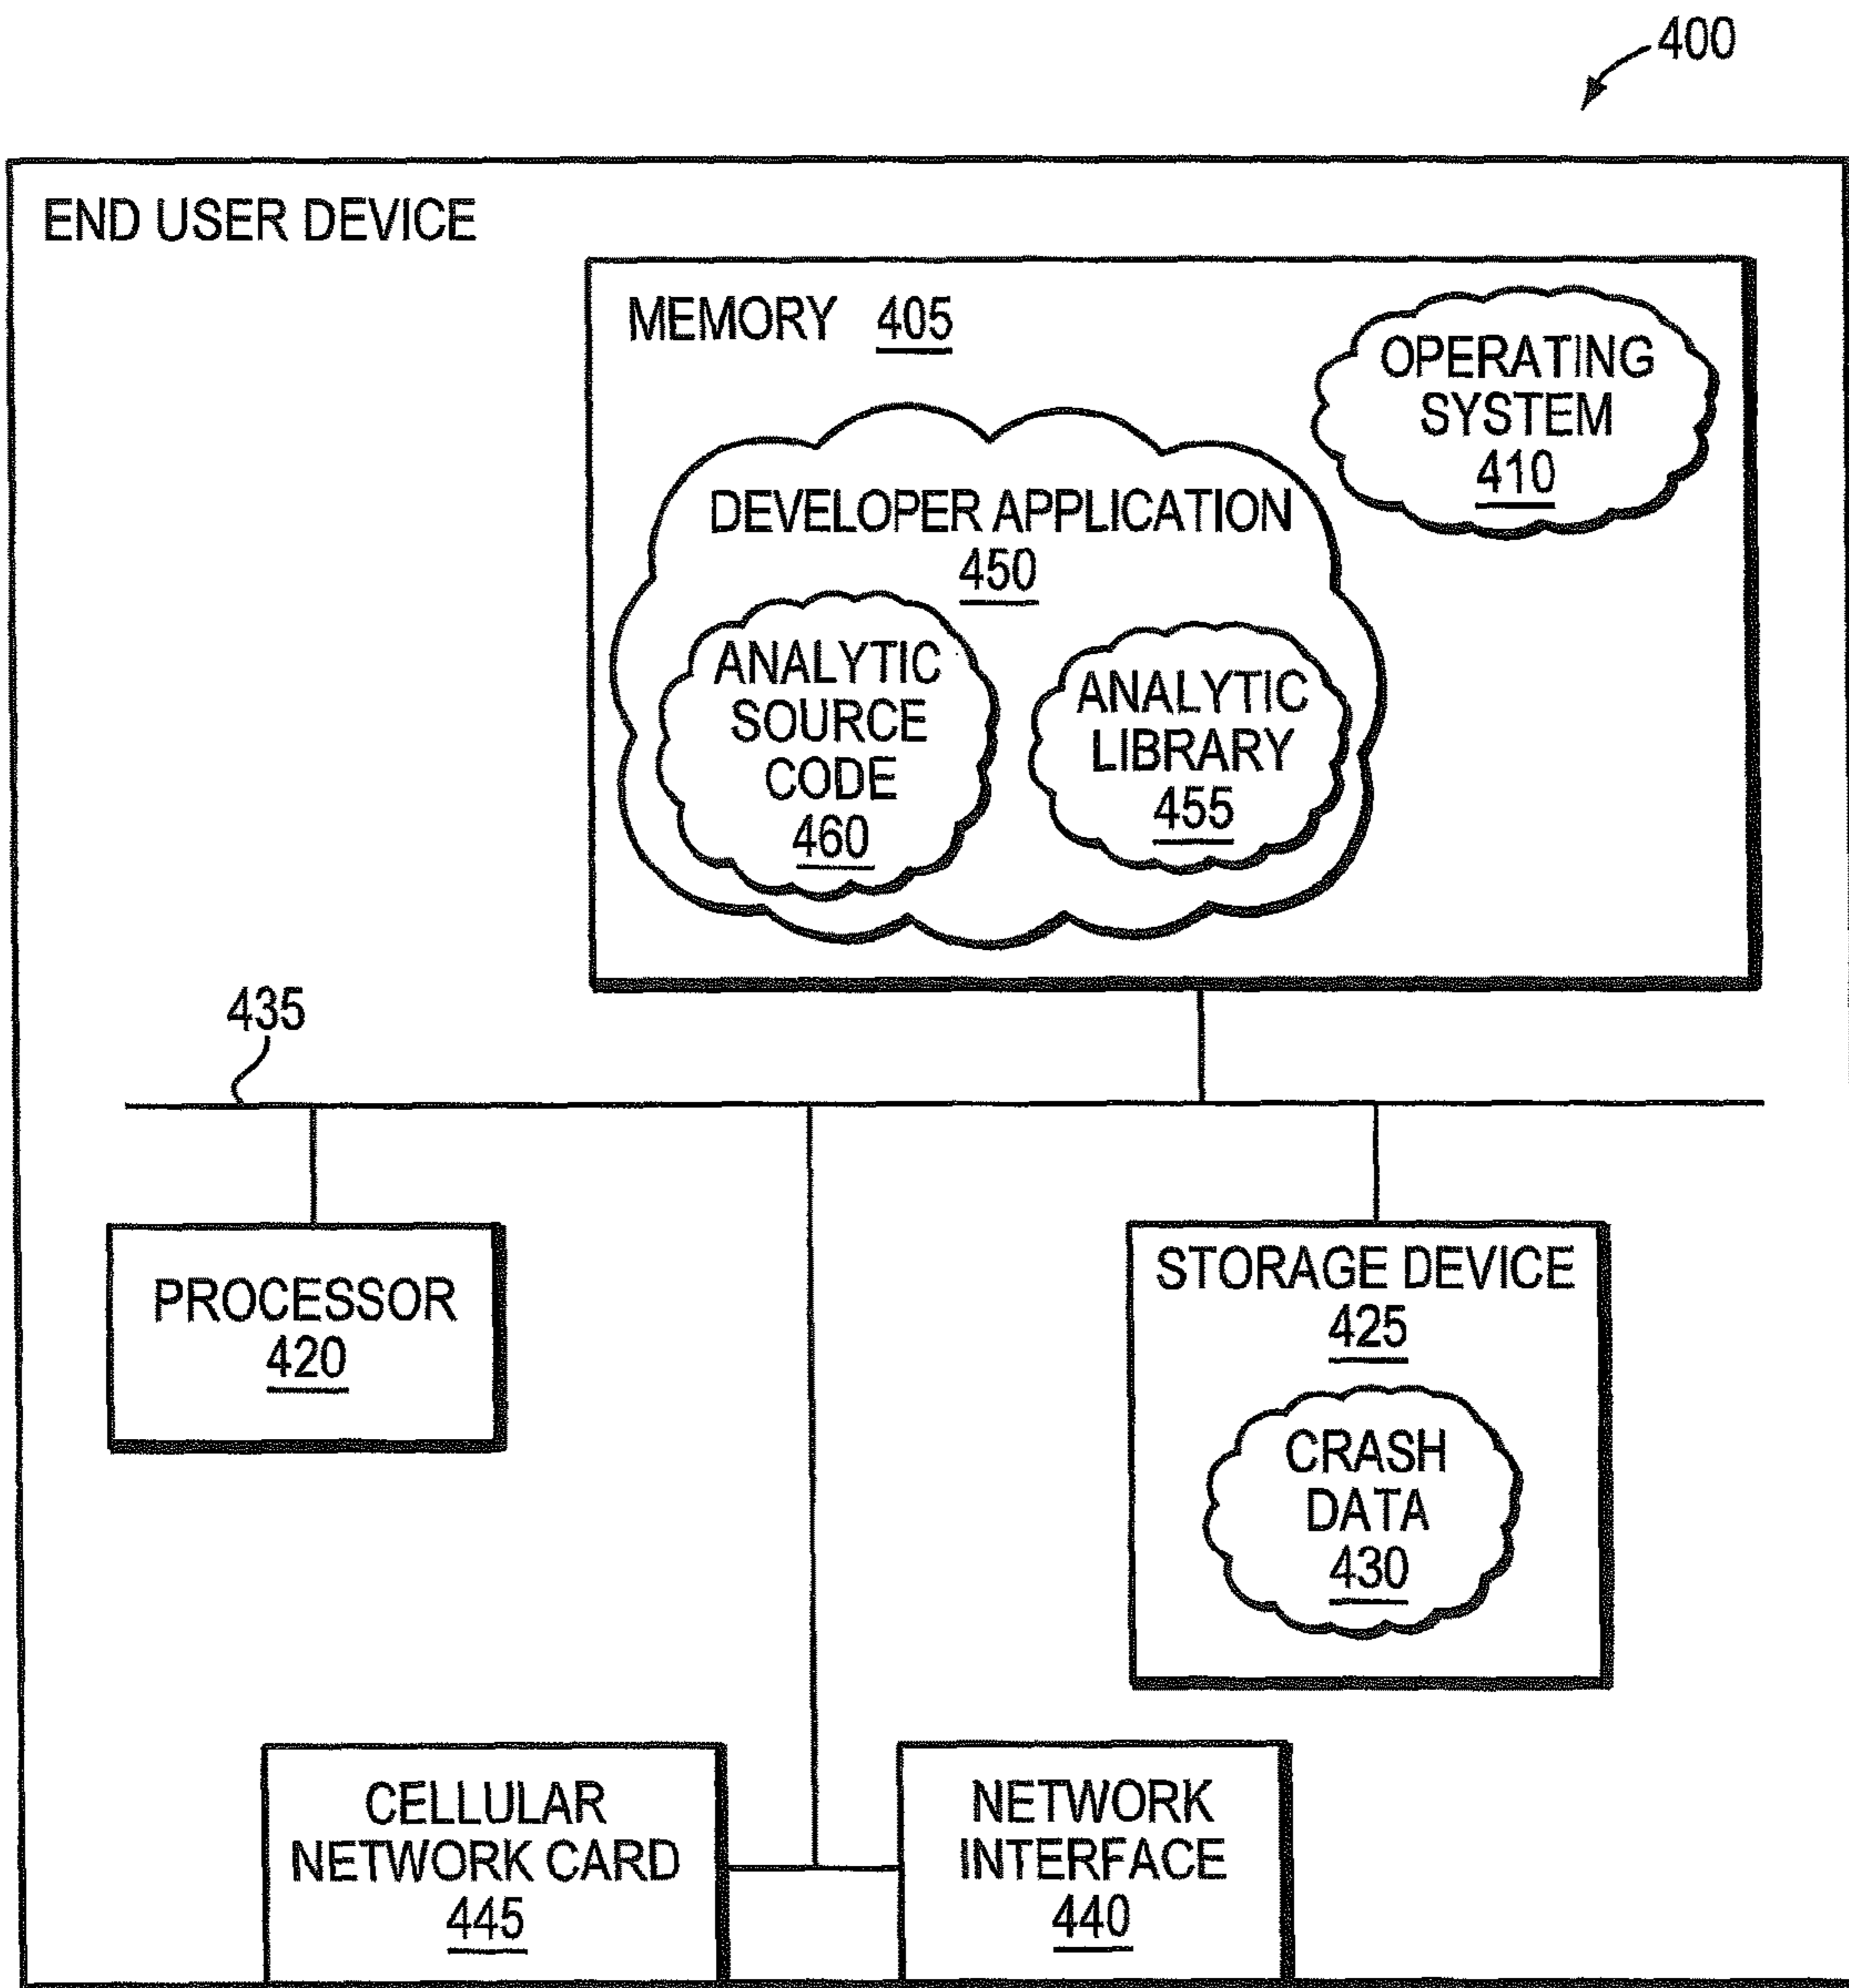 400
END USER DEVICE
MEMORY 405
OPERATING
SYSTEM
410
DEVELOPER APPLICATION
450
ANALYTIC
SOURCE
CODE
460
ANALYTIC
LIBRARY
455
435
PROCESSOR
420
STORAGE DEVICE
425
CRASH
DATA
430
CELLULAR
NETWORK CARD
445
NETWORK
INTERFACE
440